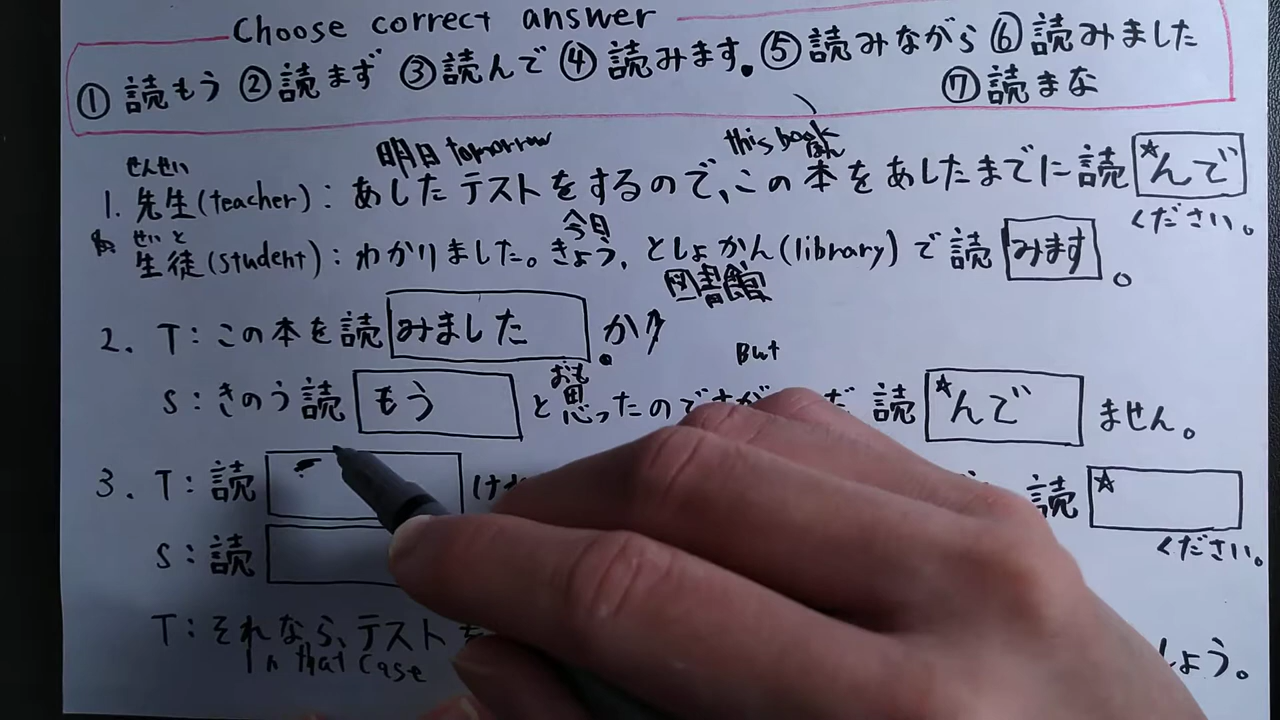 Choose correct answer
① 読もう ② 読まず ③ 読んで ④ 読みます。 ⑤ 読みながら ⑥ 読みました
⑦ 読まな
せんせい 明日 tomorrow this book ほん
1. 先生(teacher): あしたテストをするので、この本をあしたまでに読 ☆んで
ください。
せいと 今日
生徒(student): わかりました。きょう、としょかん(library)で読 みます 。
図書館
2. T: この本を読 みました か。
But
おも
S: きのう読 もう と思ったのですが 読 ☆んで ません。
3. T: 読 読 ☆
ください。
S: 読
T: それなら、テスト しょう。
In that case